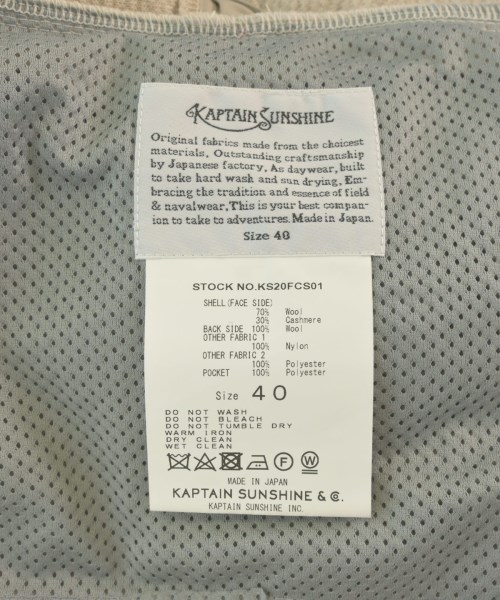 KAPTAIN SUNSHINE
Original fabrics made from the choicest
materials, Outstanding craftsmanship
by Japanese factory, As daywear, built
to take hard wash and sun drying, Em-
bracing the tradition and essence of field
& navalwear, This is your best compan-
ion to take to adventures. Made in Japan.
Size 40
STOCK NO.KS20FCS01
SHELL(FACE SIDE)
70% Wool
30% Cashmere
BACK SIDE 100% Wool
OTHER FABRIC 1
100% Nylon
OTHER FABRIC 2
100% Polyester
POCKET 100% Polyester
Size 40
DO NOT WASH
DO NOT BLEACH
DO NOT TUMBLE DRY
WARM IRON
DRY CLEAN
WET CLEAN
F W
MADE IN JAPAN
KAPTAIN SUNSHINE & Co.
KAPTAIN SUNSHINE INC.